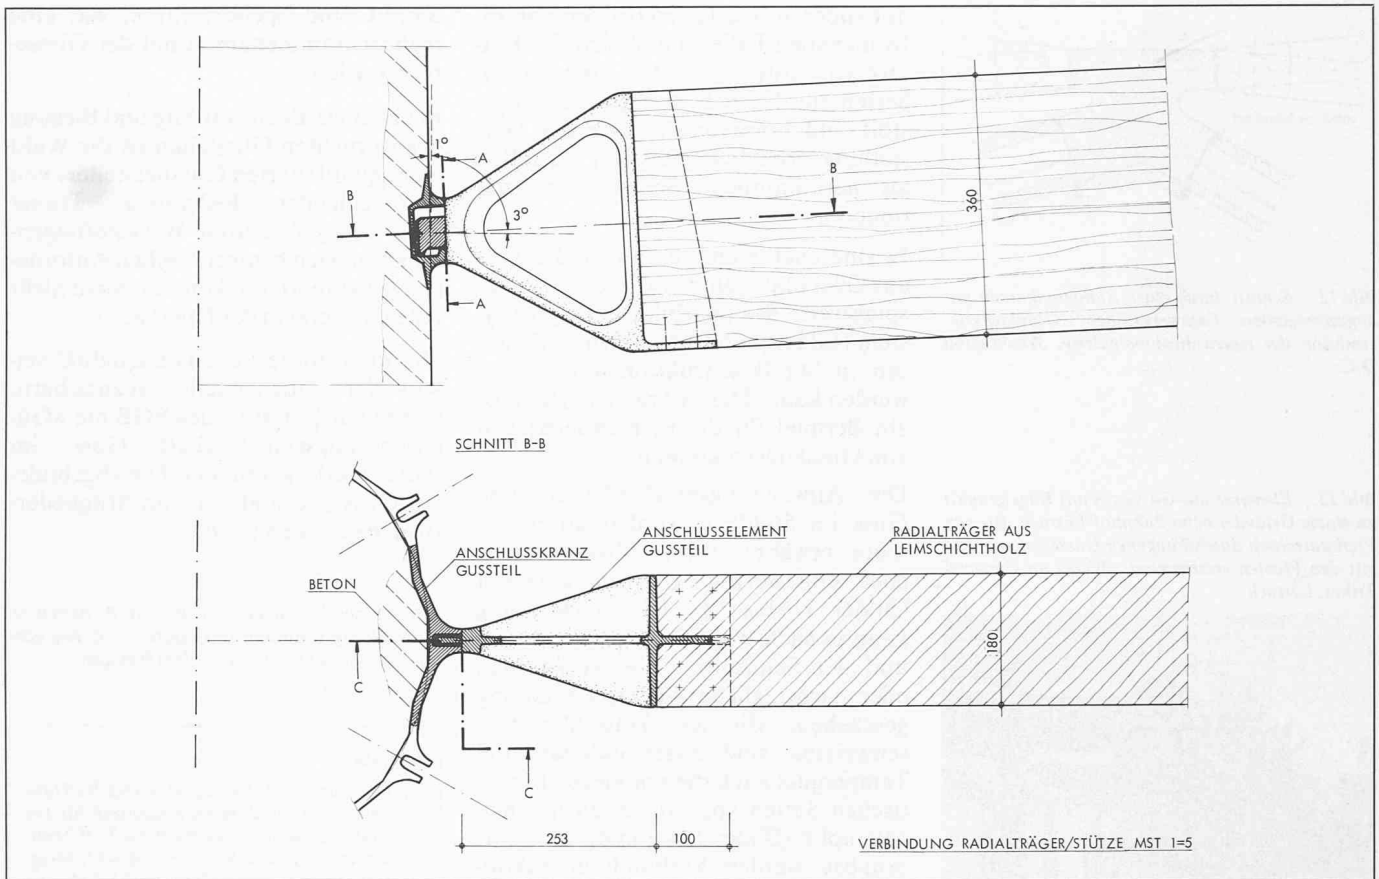 1°
A
B
3°
B
360
A
SCHNITT B-B
ANSCHLUSSKRANZ
GUSSTEIL
ANSCHLUSSELEMENT
GUSSTEIL
RADIALTRÄGER AUS
LEIMSCHICHTHOLZ
BETON
180
C
C
253
100
VERBINDUNG RADIALTRÄGER/STÜTZE MST 1=5